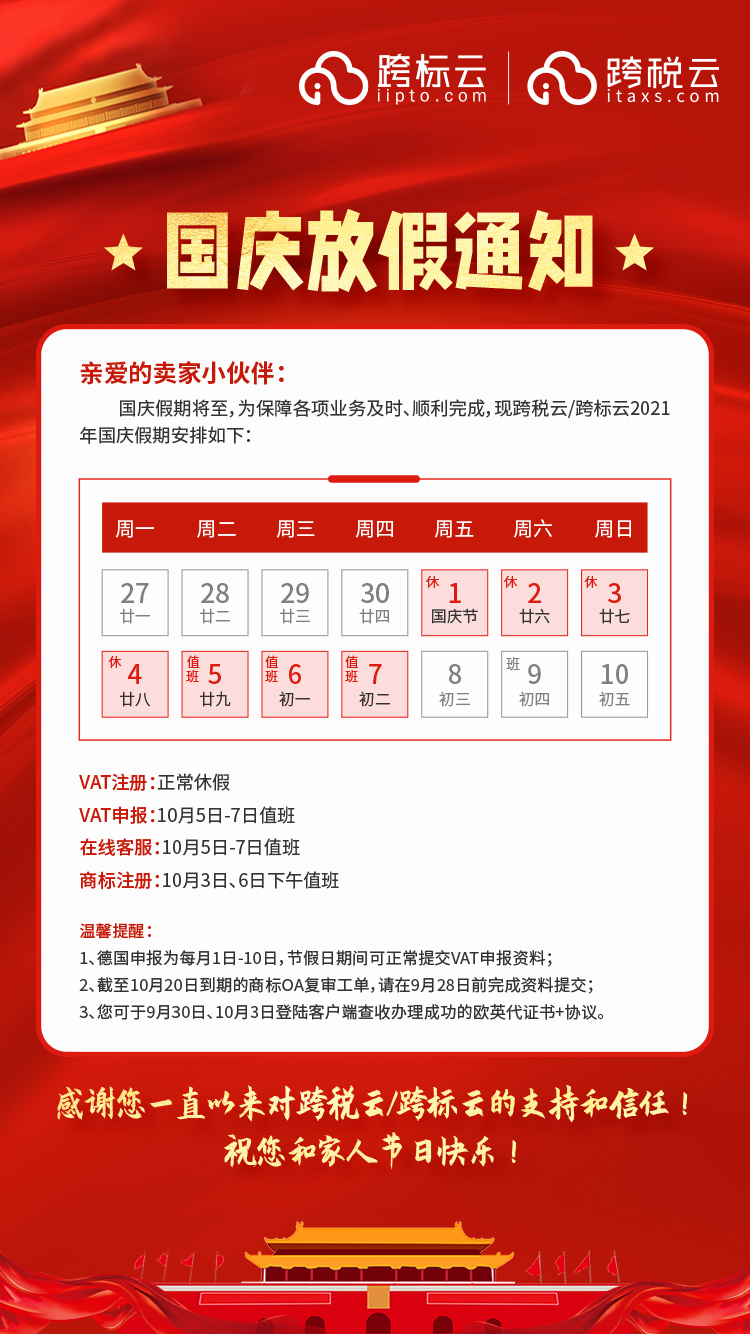 跨标云
iipto.com
跨税云
itaxs.com
国庆放假通知
亲爱的卖家小伙伴：
国庆假期将至，为保障各项业务及时、顺利完成，现跨税云/跨标云2021
年国庆假期安排如下：
周一 周二 周三 周四 周五 周六 周日
27 28 29 30 休 1 休 2 休 3
廿一 廿二 廿三 廿四 国庆节 廿六 廿七
休 4 值班 5 值班 6 值班 7 8 班 9 10
廿八 廿九 初一 初二 初三 初四 初五
VAT注册：正常休假
VAT申报：10月5日-7日值班
在线客服：10月5日-7日值班
商标注册：10月3日、6日下午值班
温馨提醒：
1、德国申报为每月1日-10日，节假日期间可正常提交VAT申报资料；
2、截至10月20日到期的商标OA复审工单，请在9月28日前完成资料提交；
3、您可于9月30日、10月3日登陆客户端查收办理成功的欧英代证书+协议。
感谢您一直以来对跨税云/跨标云的支持和信任！
祝您和家人节日快乐！